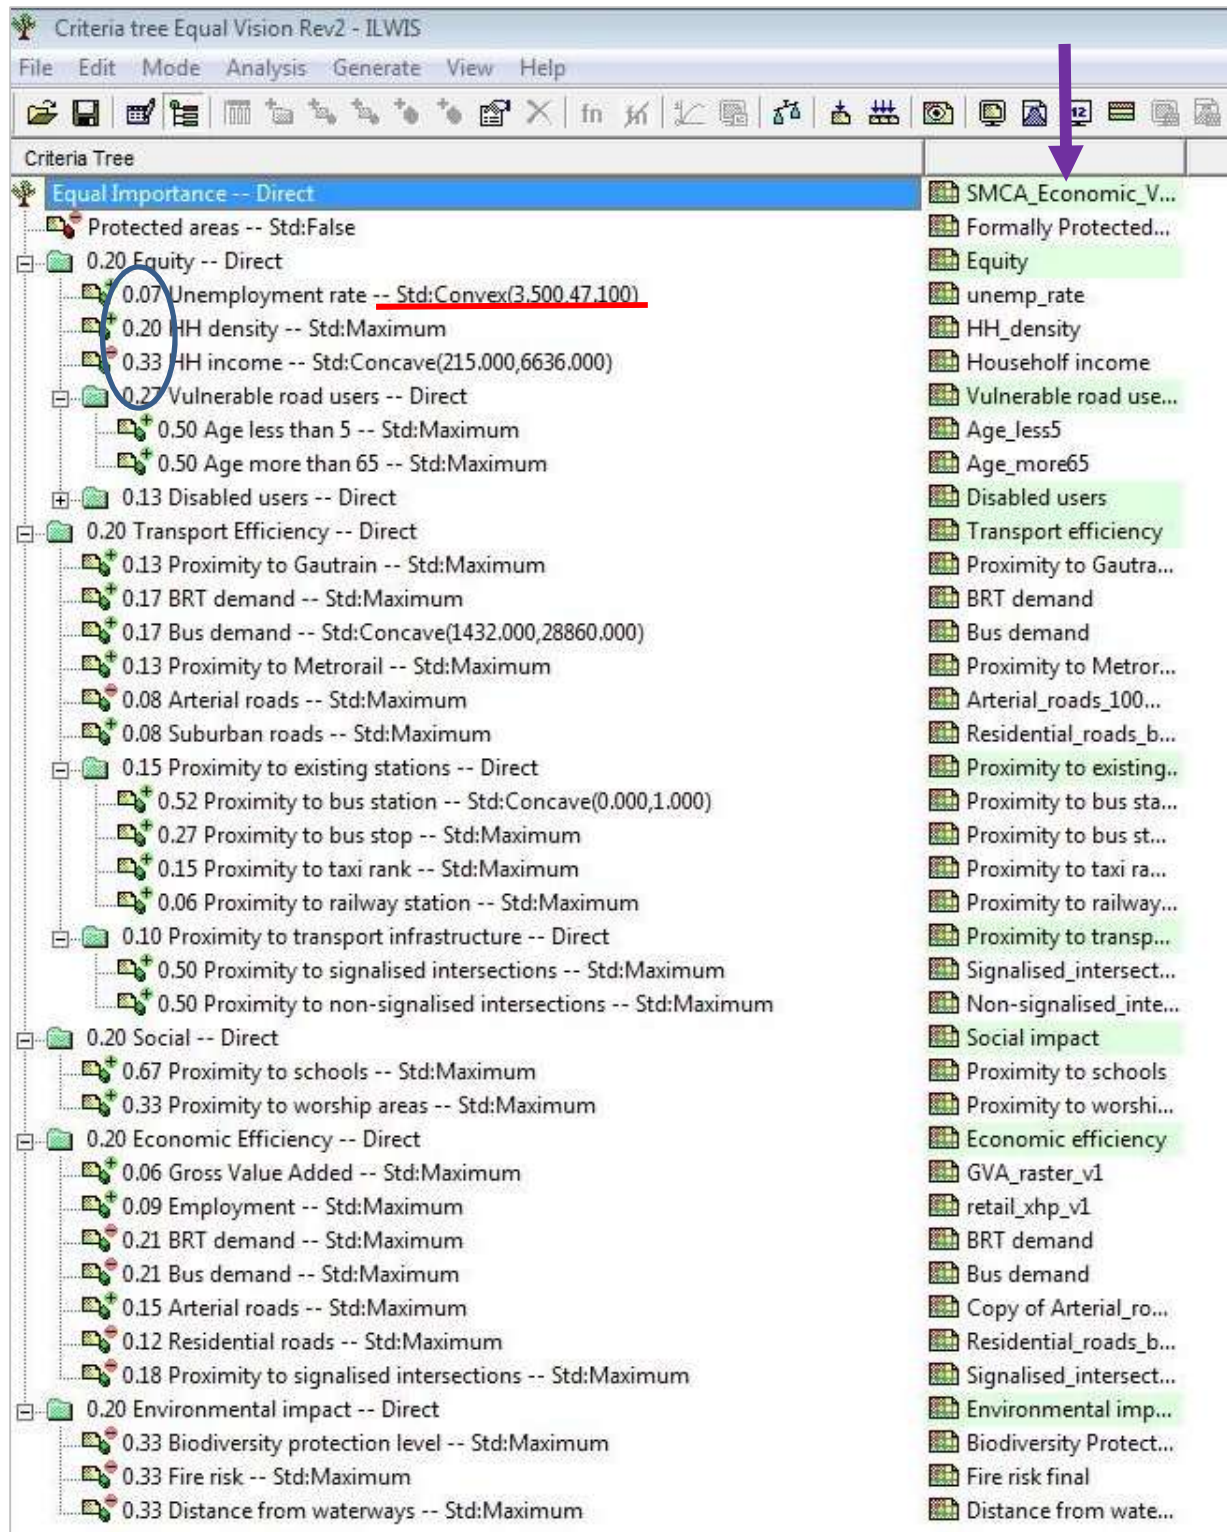 Criteria tree Equal Vision Rev2 - ILWIS
File Edit Mode Analysis Generate View Help
fn
Criteria Tree
Equal Importance -- Direct SMCA_Economic_V...
Protected areas -- Std:False Formally Protected...
0.20 Equity -- Direct Equity
0.07 Unemployment rate -- Std:Convex(3.500,47.100) unemp_rate
0.20 HH density -- Std:Maximum HH_density
0.33 HH income -- Std:Concave(215.000,6636.000) Householf income
0.27 Vulnerable road users -- Direct Vulnerable road use...
0.50 Age less than 5 -- Std:Maximum Age_less5
0.50 Age more than 65 -- Std:Maximum Age_more65
0.13 Disabled users -- Direct Disabled users
0.20 Transport Efficiency -- Direct Transport efficiency
0.13 Proximity to Gautrain -- Std:Maximum Proximity to Gautra...
0.17 BRT demand -- Std:Maximum BRT demand
0.17 Bus demand -- Std:Concave(1432.000,28860.000) Bus demand
0.13 Proximity to Metrorail -- Std:Maximum Proximity to Metror...
0.08 Arterial roads -- Std:Maximum Arterial_roads_100...
0.08 Suburban roads -- Std:Maximum Residential_roads_b...
0.15 Proximity to existing stations -- Direct Proximity to existing..
0.52 Proximity to bus station -- Std:Concave(0.000,1.000) Proximity to bus sta...
0.27 Proximity to bus stop -- Std:Maximum Proximity to bus st...
0.15 Proximity to taxi rank -- Std:Maximum Proximity to taxi ra...
0.06 Proximity to railway station -- Std:Maximum Proximity to railway...
0.10 Proximity to transport infrastructure -- Direct Proximity to transp...
0.50 Proximity to signalised intersections -- Std:Maximum Signalised_intersect...
0.50 Proximity to non-signalised intersections -- Std:Maximum Non-signalised_inte...
0.20 Social -- Direct Social impact
0.67 Proximity to schools -- Std:Maximum Proximity to schools
0.33 Proximity to worship areas -- Std:Maximum Proximity to worshi...
0.20 Economic Efficiency -- Direct Economic efficiency
0.06 Gross Value Added -- Std:Maximum GVA_raster_v1
0.09 Employment -- Std:Maximum retail_xhp_v1
0.21 BRT demand -- Std:Maximum BRT demand
0.21 Bus demand -- Std:Maximum Bus demand
0.15 Arterial roads -- Std:Maximum Copy of Arterial_ro...
0.12 Residential roads -- Std:Maximum Residential_roads_b...
0.18 Proximity to signalised intersections -- Std:Maximum Signalised_intersect...
0.20 Environmental impact -- Direct Environmental imp...
0.33 Biodiversity protection level -- Std:Maximum Biodiversity Protect...
0.33 Fire risk -- Std:Maximum Fire risk final
0.33 Distance from waterways -- Std:Maximum Distance from wate...